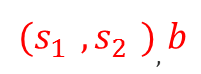 (s₁ ,s₂ ) , b